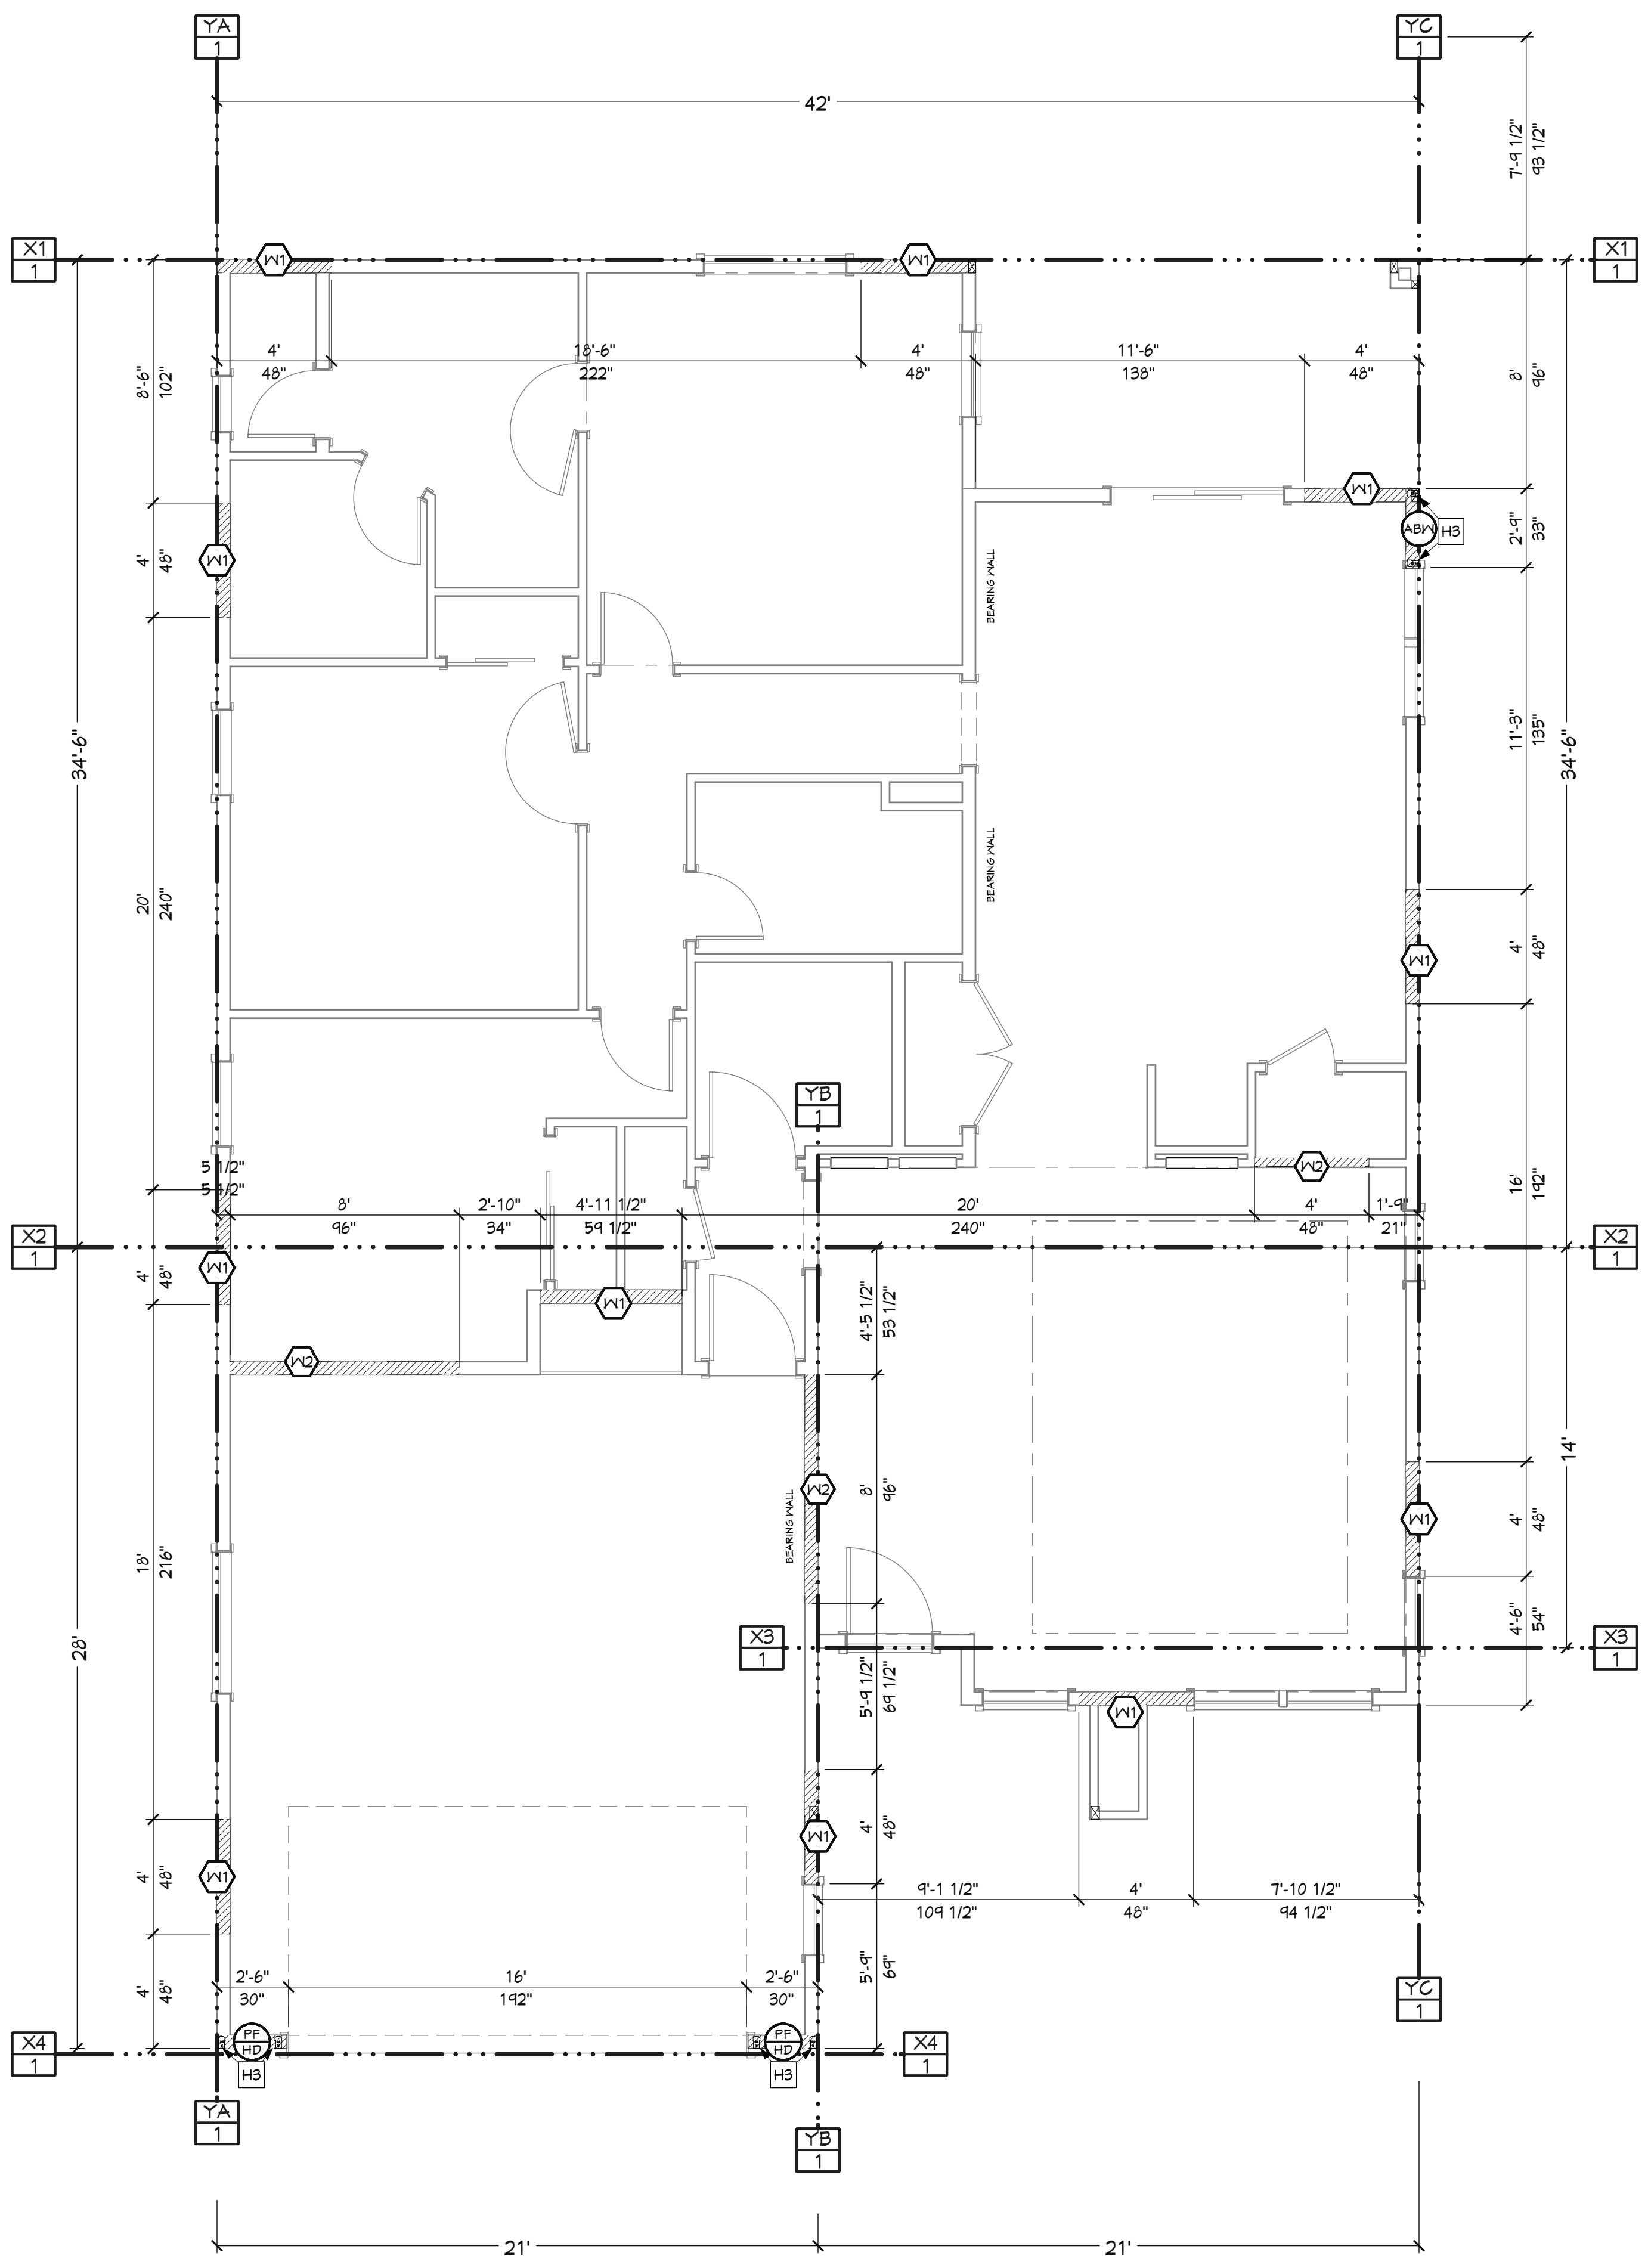 YA
1
YC
1
42'
7'-9 1/2"
93 1/2"
X1
1
W1
W1
X1
1
4'
48"
18'-6"
222"
4'
48"
11'-6"
138"
4'
48"
8'-6"
102"
8'
96"
W1
ABW
H3
2'-9"
33"
4'
48"
W1
BEARING WALL
34'-6"
11'-3"
135"
34'-6"
20'
240"
BEARING WALL
W1
4'
48"
YB
1
5 1/2"
5 1/2"
W2
16'
192"
8'
96"
2'-10"
34"
4'-11 1/2"
59 1/2"
20'
240"
4'
48"
1'-9"
21"
X2
1
X2
1
4'
48"
W1
W1
4'-5 1/2"
53 1/2"
W2
14'
W2
8'
96"
BEARING WALL
W1
4'
48"
18'
216"
28'
4'-6"
54"
X3
1
X3
1
5'-9 1/2"
69 1/2"
W1
4'
48"
W1
W1
4'
48"
9'-1 1/2"
109 1/2"
4'
48"
7'-10 1/2"
94 1/2"
4'
48"
2'-6"
30"
16'
192"
2'-6"
30"
5'-9"
69"
YC
1
X4
1
PF
HD
H3
PF
HD
H3
X4
1
YA
1
YB
1
21'
21'